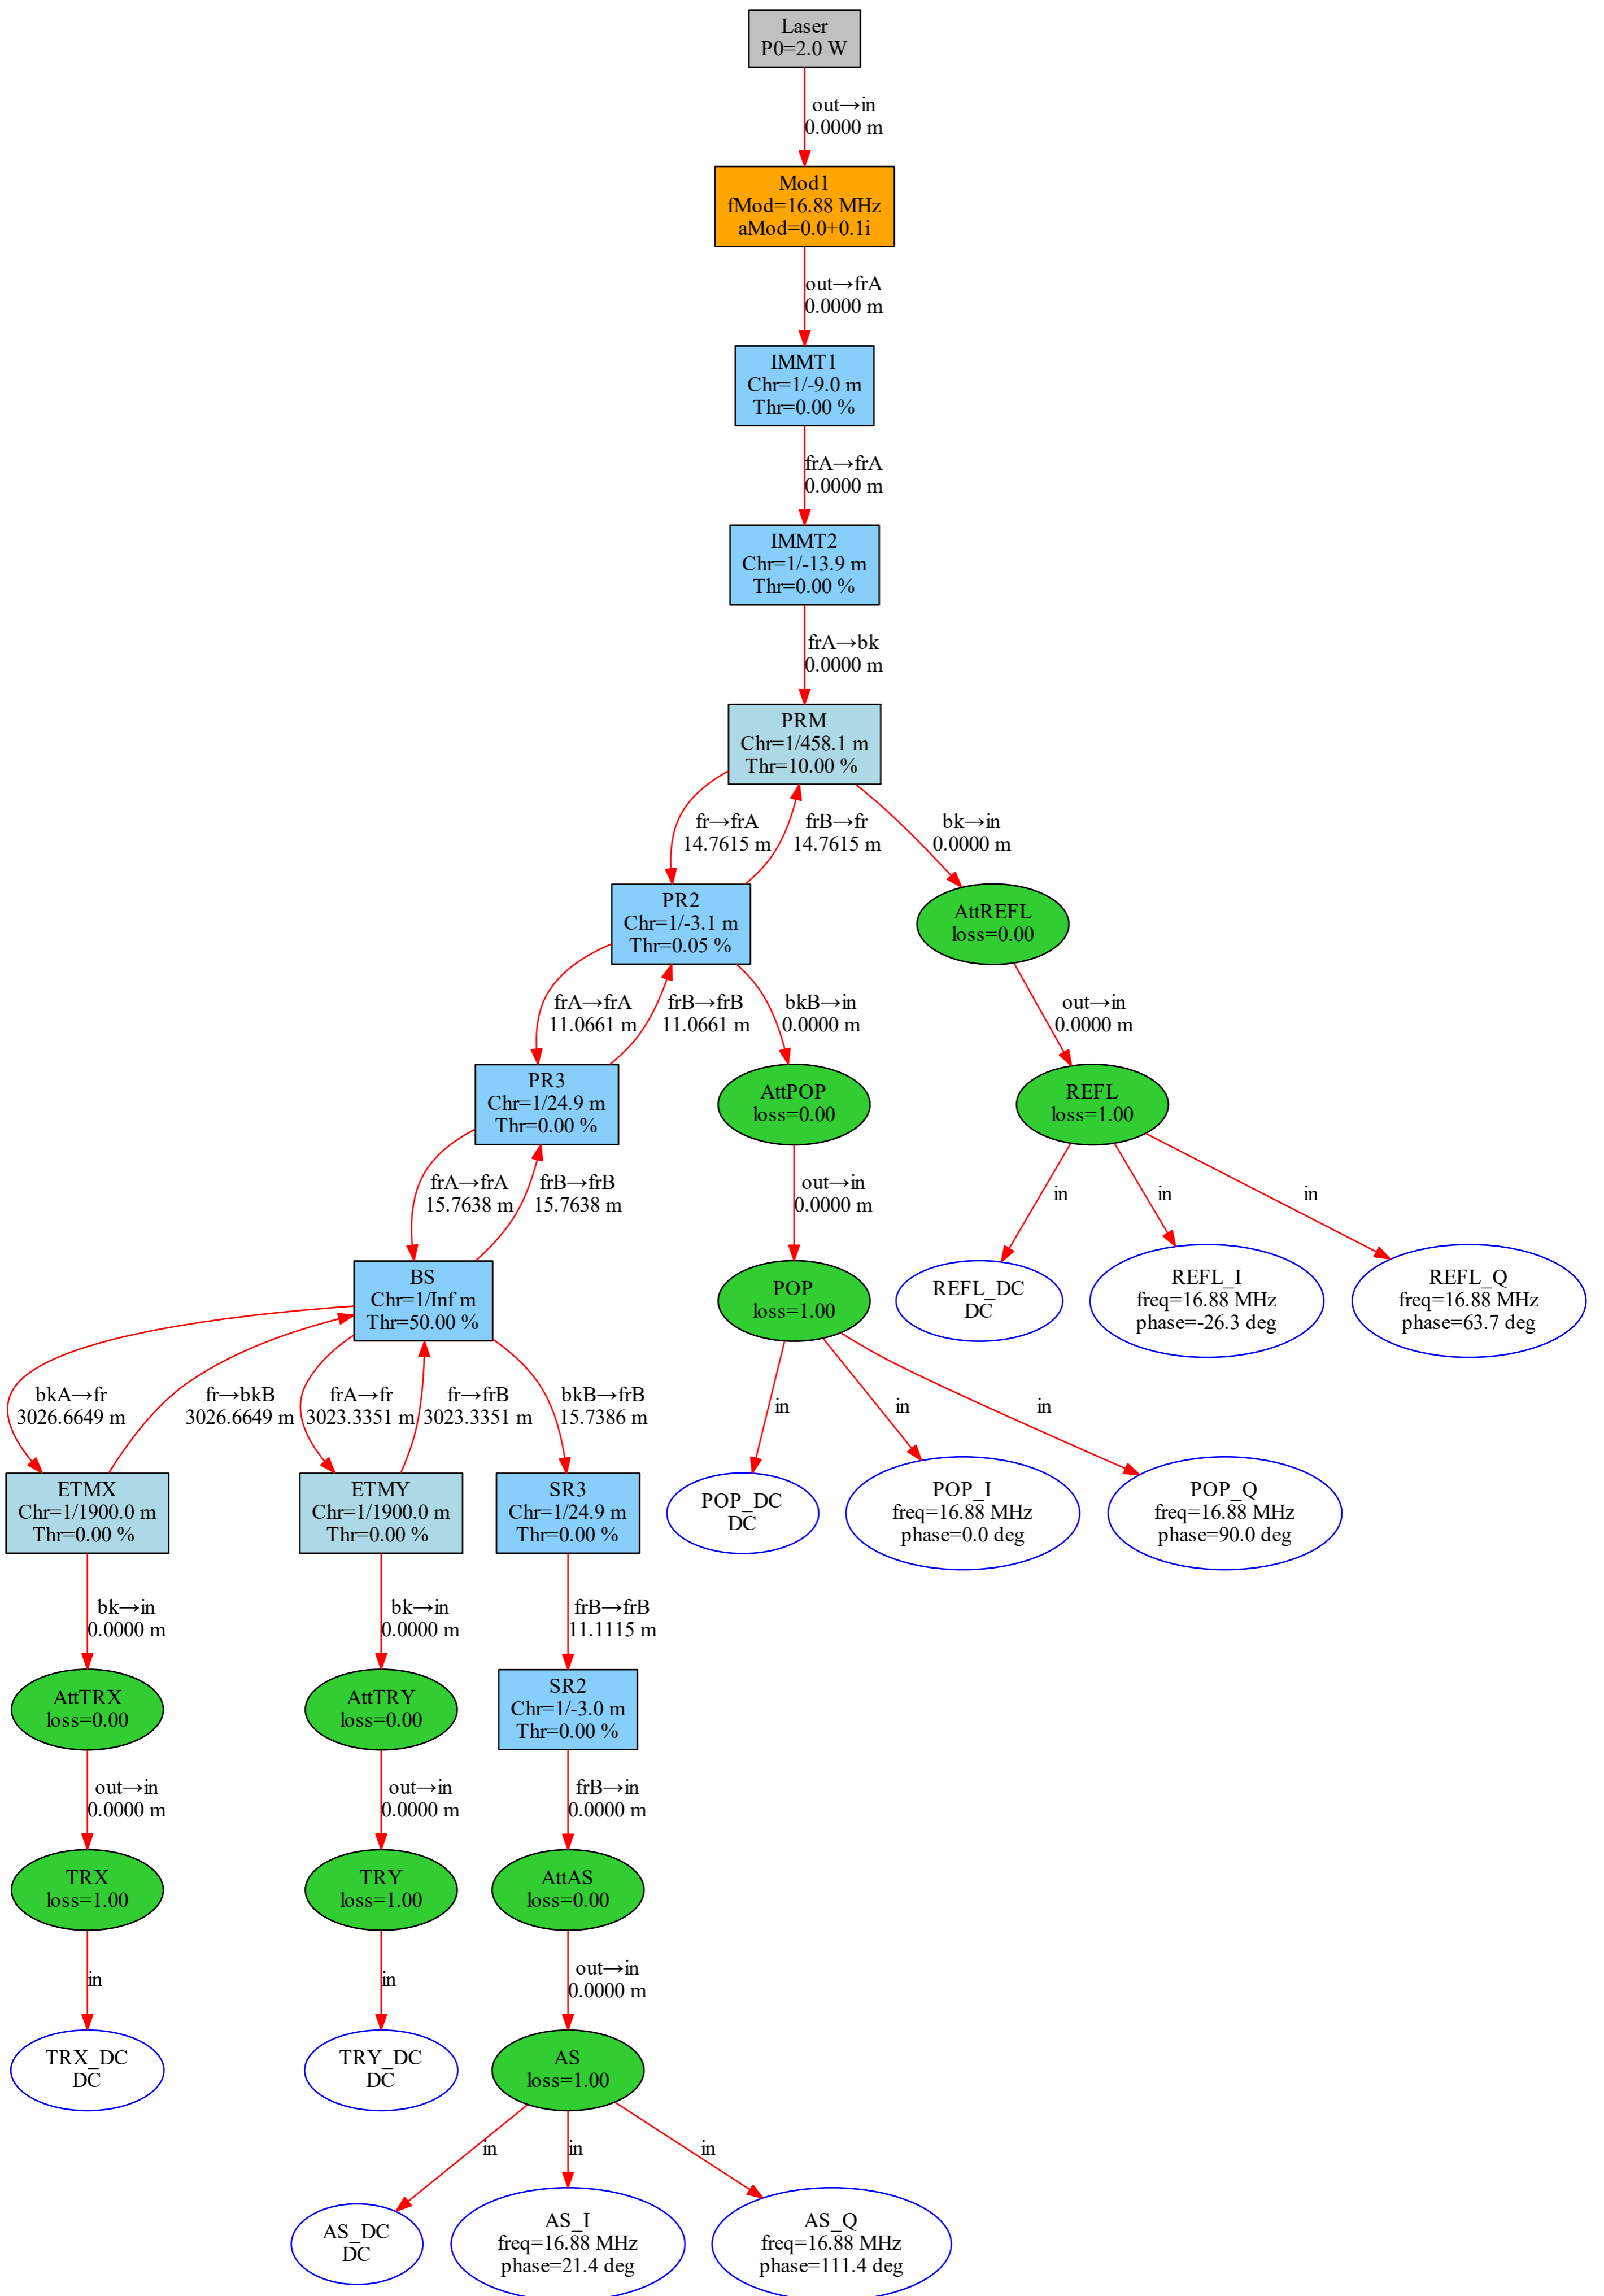 Laser
P0=2.0 W
out→in
0.0000 m
Mod1
fMod=16.88 MHz
aMod=0.0+0.1i
out→frA
0.0000 m
IMMT1
Chr=1/-9.0 m
Thr=0.00 %
frA→frA
0.0000 m
IMMT2
Chr=1/-13.9 m
Thr=0.00 %
frA→bk
0.0000 m
PRM
Chr=1/458.1 m
Thr=10.00 %
fr→frA
14.7615 m
frB→fr
14.7615 m
bk→in
0.0000 m
PR2
Chr=1/-3.1 m
Thr=0.05 %
AttREFL
loss=0.00
frA→frA
11.0661 m
frB→frB
11.0661 m
bkB→in
0.0000 m
out→in
0.0000 m
PR3
Chr=1/24.9 m
Thr=0.00 %
AttPOP
loss=0.00
REFL
loss=1.00
frA→frA
15.7638 m
frB→frB
15.7638 m
out→in
0.0000 m
in
in
in
BS
Chr=1/Inf m
Thr=50.00 %
POP
loss=1.00
REFL_DC
DC
REFL_I
freq=16.88 MHz
phase=-26.3 deg
REFL_Q
freq=16.88 MHz
phase=63.7 deg
bkA→fr
3026.6649 m
fr→bkB
3026.6649 m
frA→fr
3023.3351 m
fr→frB
3023.3351 m
bkB→frB
15.7386 m
in
in
in
ETMX
Chr=1/1900.0 m
Thr=0.00 %
ETMY
Chr=1/1900.0 m
Thr=0.00 %
SR3
Chr=1/24.9 m
Thr=0.00 %
POP_DC
DC
POP_I
freq=16.88 MHz
phase=0.0 deg
POP_Q
freq=16.88 MHz
phase=90.0 deg
bk→in
0.0000 m
bk→in
0.0000 m
frB→frB
11.1115 m
AttTRX
loss=0.00
AttTRY
loss=0.00
SR2
Chr=1/-3.0 m
Thr=0.00 %
out→in
0.0000 m
out→in
0.0000 m
frB→in
0.0000 m
TRX
loss=1.00
TRY
loss=1.00
AttAS
loss=0.00
in
in
out→in
0.0000 m
TRX_DC
DC
TRY_DC
DC
AS
loss=1.00
in
in
in
AS_DC
DC
AS_I
freq=16.88 MHz
phase=21.4 deg
AS_Q
freq=16.88 MHz
phase=111.4 deg